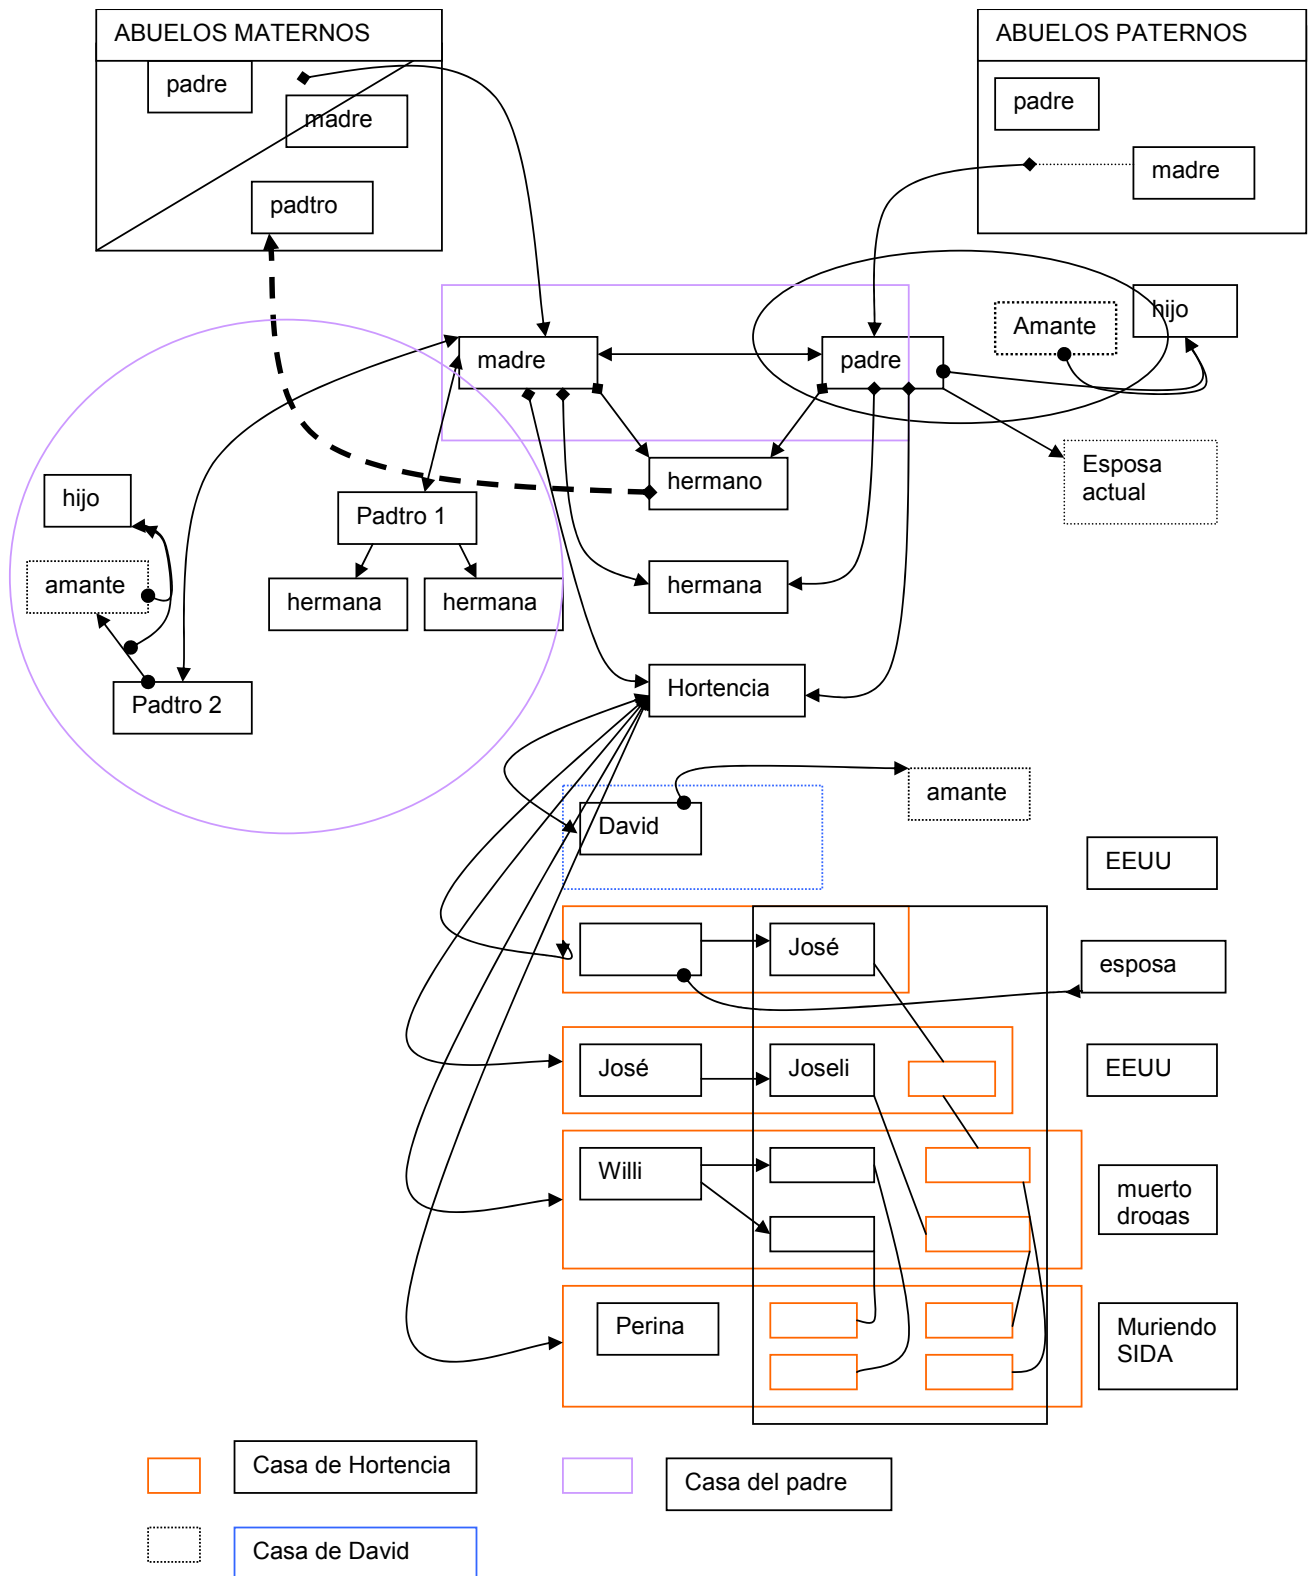 ABUELOS MATERNOS
ABUELOS PATERNOS
padre
madre
padtro
padre
madre
Amante
hijo
madre
padre
Esposa
actual
hermano
hijo
Padtro 1
amante
hermana
hermana
hermana
Padtro 2
Hortencia
amante
David
EEUU
José
esposa
José
Joseli
EEUU
Willi
muerto
drogas
Perina
Muriendo
SIDA
Casa de Hortencia
Casa del padre
Casa de David